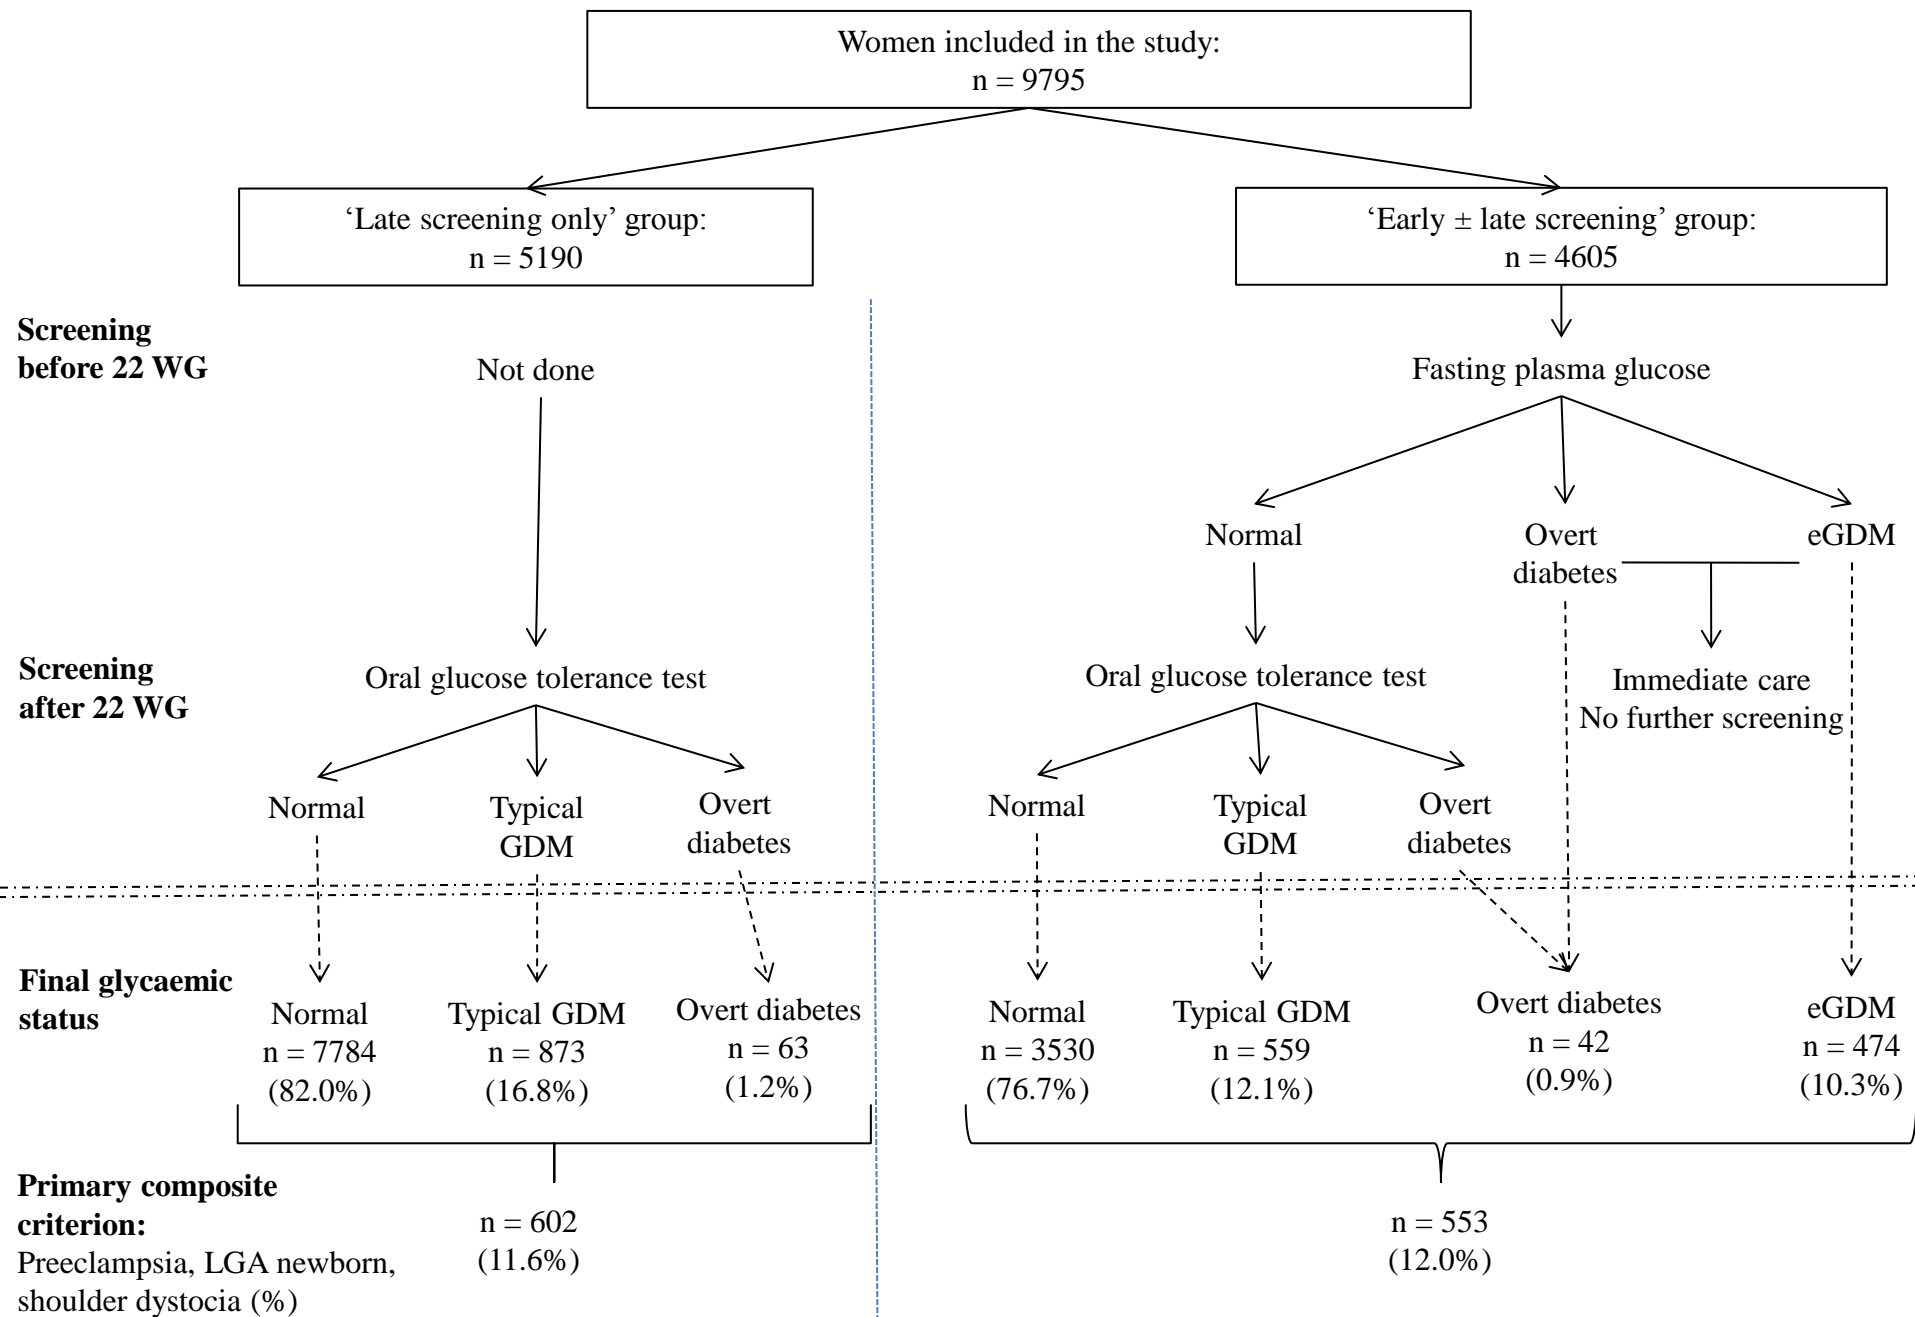 Women included in the study:
n = 9795
‘Late screening only’ group:
n = 5190
‘Early ± late screening’ group:
n = 4605
Screening
before 22 WG
Not done
Fasting plasma glucose
Normal
Overt
diabetes
eGDM
Screening
after 22 WG
Oral glucose tolerance test
Oral glucose tolerance test
Immediate care
No further screening
Normal
Typical
GDM
Overt
diabetes
Normal
Typical
GDM
Overt
diabetes
Final glycaemic
status
Normal
n = 7784
(82.0%)
Typical GDM
n = 873
(16.8%)
Overt diabetes
n = 63
(1.2%)
Normal
n = 3530
(76.7%)
Typical GDM
n = 559
(12.1%)
Overt diabetes
n = 42
(0.9%)
eGDM
n = 474
(10.3%)
Primary composite
criterion:
Preeclampsia, LGA newborn,
shoulder dystocia (%)
n = 602
(11.6%)
n = 553
(12.0%)